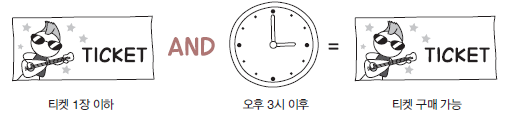 TICKET AND = TICKET
티켓 1장 이하 오후 3시 이후 티켓 구매 가능